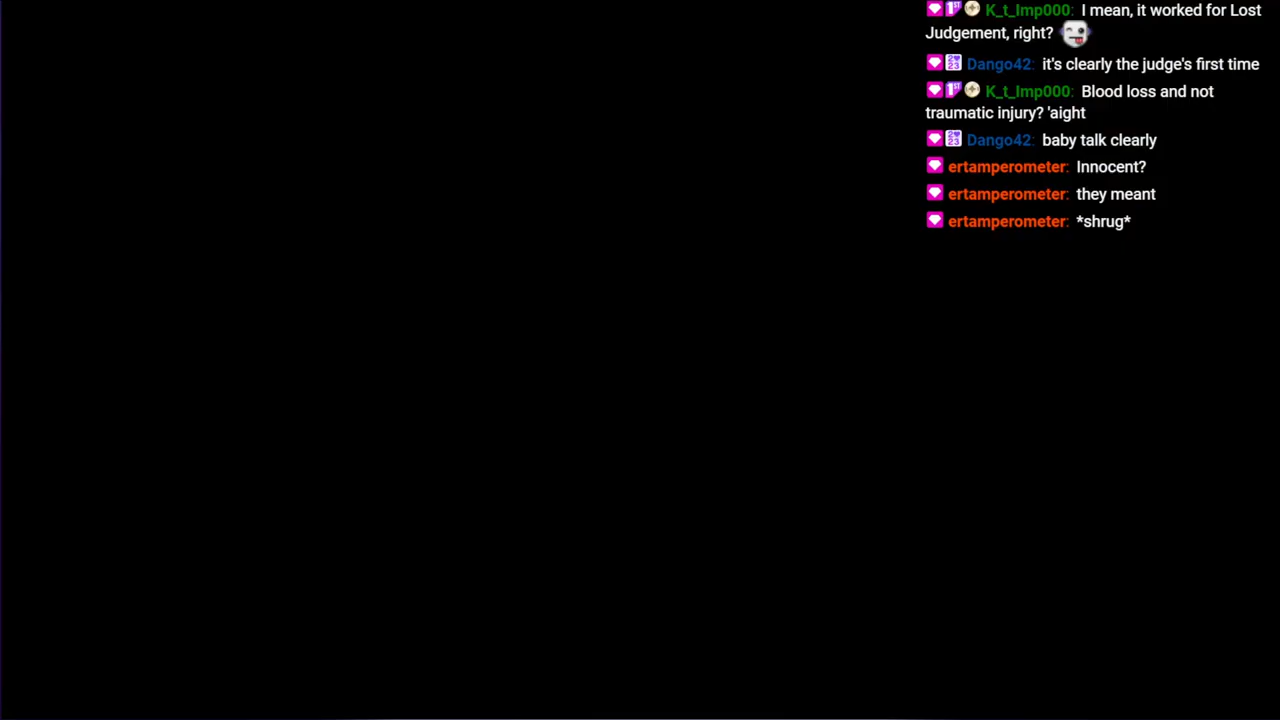 K_t_Imp000: I mean, it worked for Lost
Judgement, right?
Dango42: it's clearly the judge's first time
K_t_Imp000: Blood loss and not
traumatic injury? 'aight
Dango42: baby talk clearly
ertamperometer: Innocent?
ertamperometer: they meant
ertamperometer: *shrug*